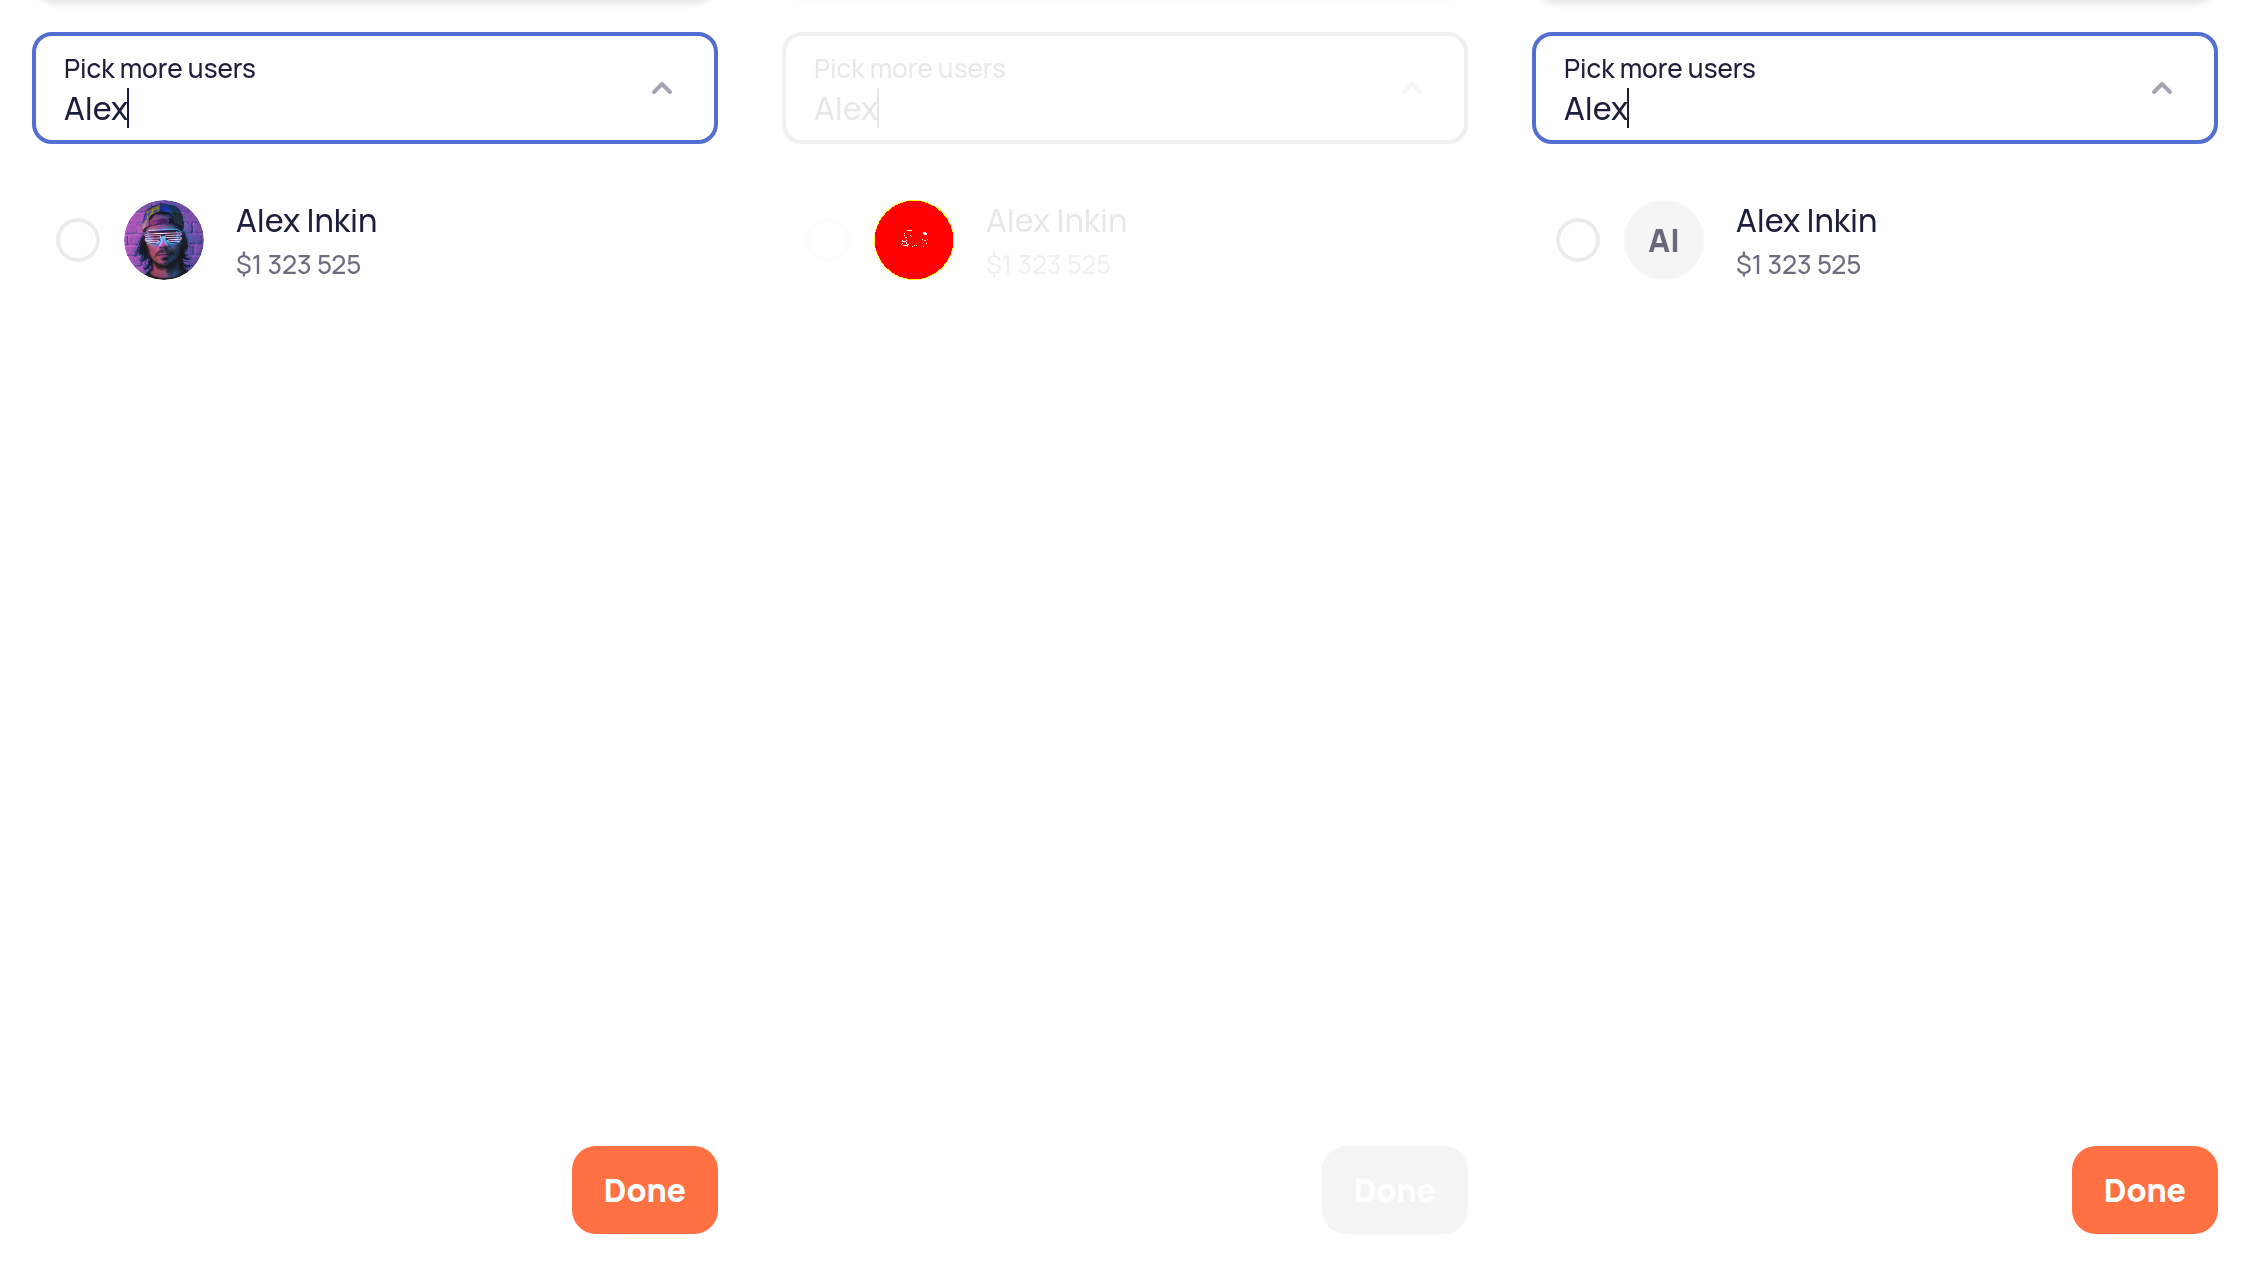 Pick more users
Alex
Alex Inkin
$1 323 525
Done
Pick more users
Alex
Alex Inkin
$1 323 525
Done
Pick more users
Alex
AI
Alex Inkin
$1 323 525
Done